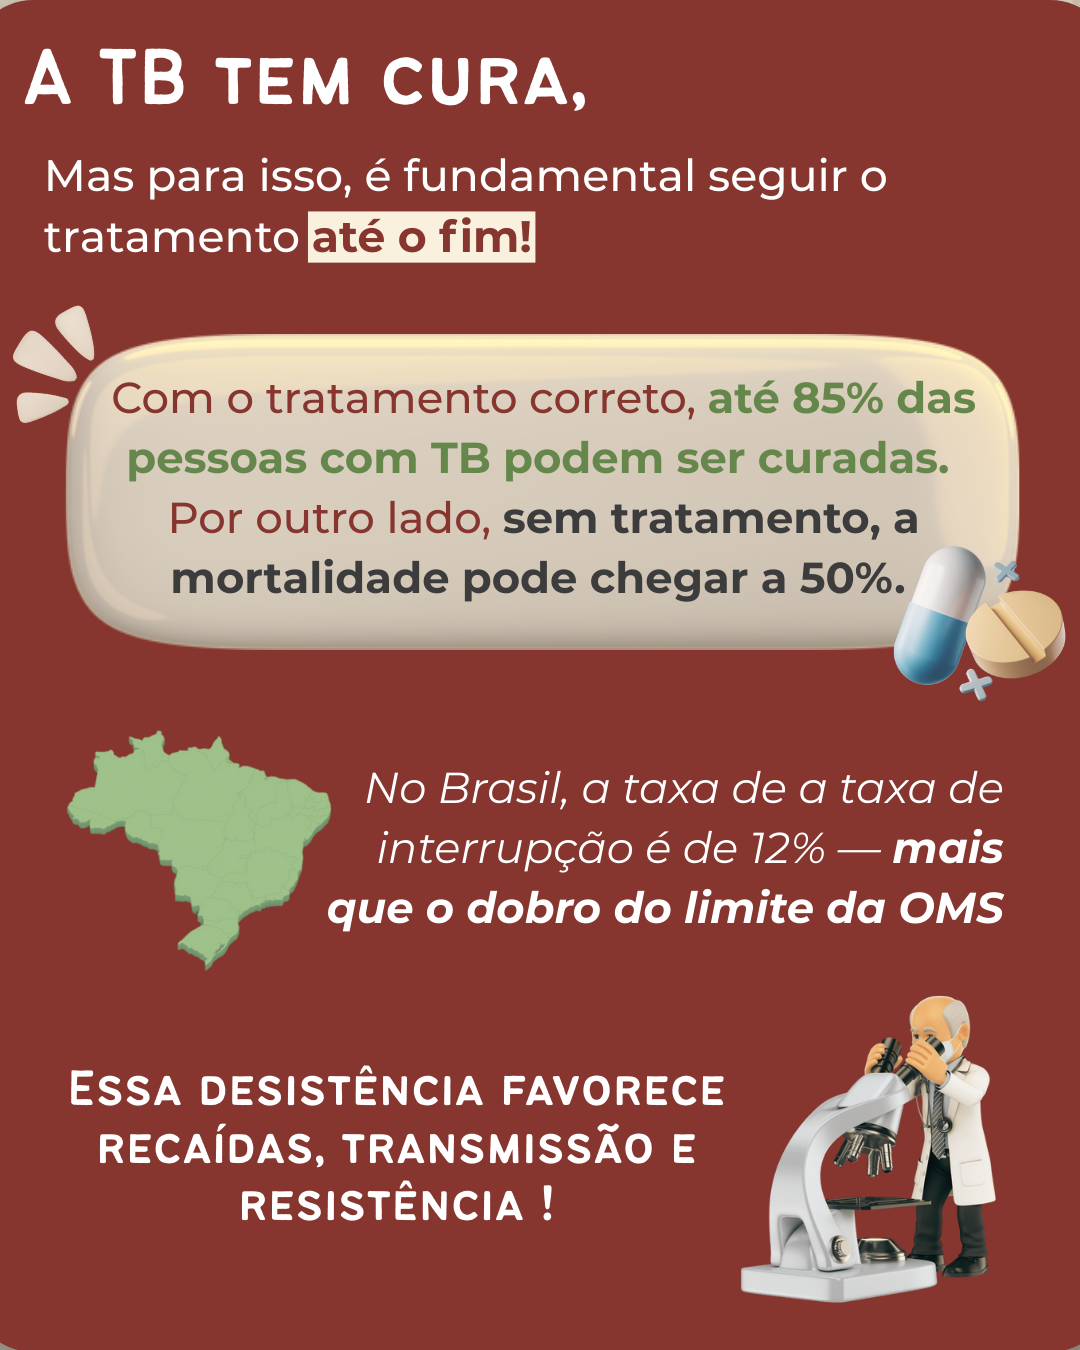 A TB TEM CURA,
Mas para isso, é fundamental seguir o
tratamento até o fim!
Com o tratamento correto, até 85% das
pessoas com TB podem ser curadas.
Por outro lado, sem tratamento, a
mortalidade pode chegar a 50%.
No Brasil, a taxa de a taxa de
interrupção é de 12% — mais
que o dobro do limite da OMS
ESSA DESISTÊNCIA FAVORECE
RECAÍDAS, TRANSMISSÃO E
RESISTÊNCIA !